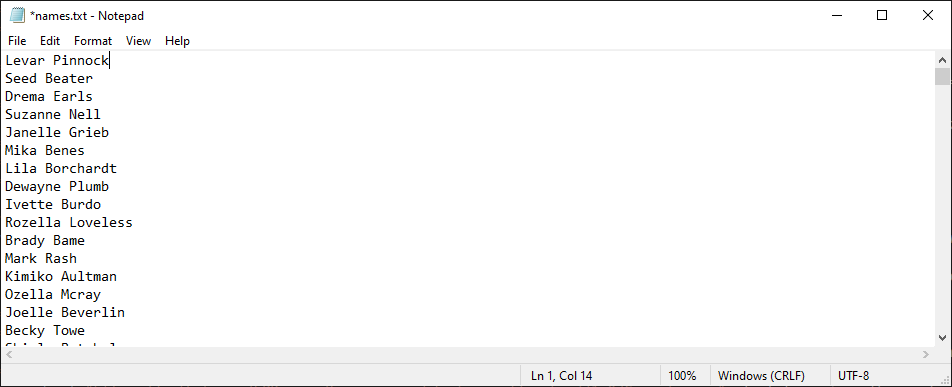 *names.txt - Notepad
File Edit Format View Help
Levar Pinnock
Seed Beater
Drema Earls
Suzanne Nell
Janelle Grieb
Mika Benes
Lila Borchardt
Dewayne Plumb
Ivette Burdo
Rozella Loveless
Brady Bame
Mark Rash
Kimiko Aultman
Ozella Mcray
Joelle Beverlin
Becky Towe
Ln 1, Col 14 100% Windows (CRLF) UTF-8